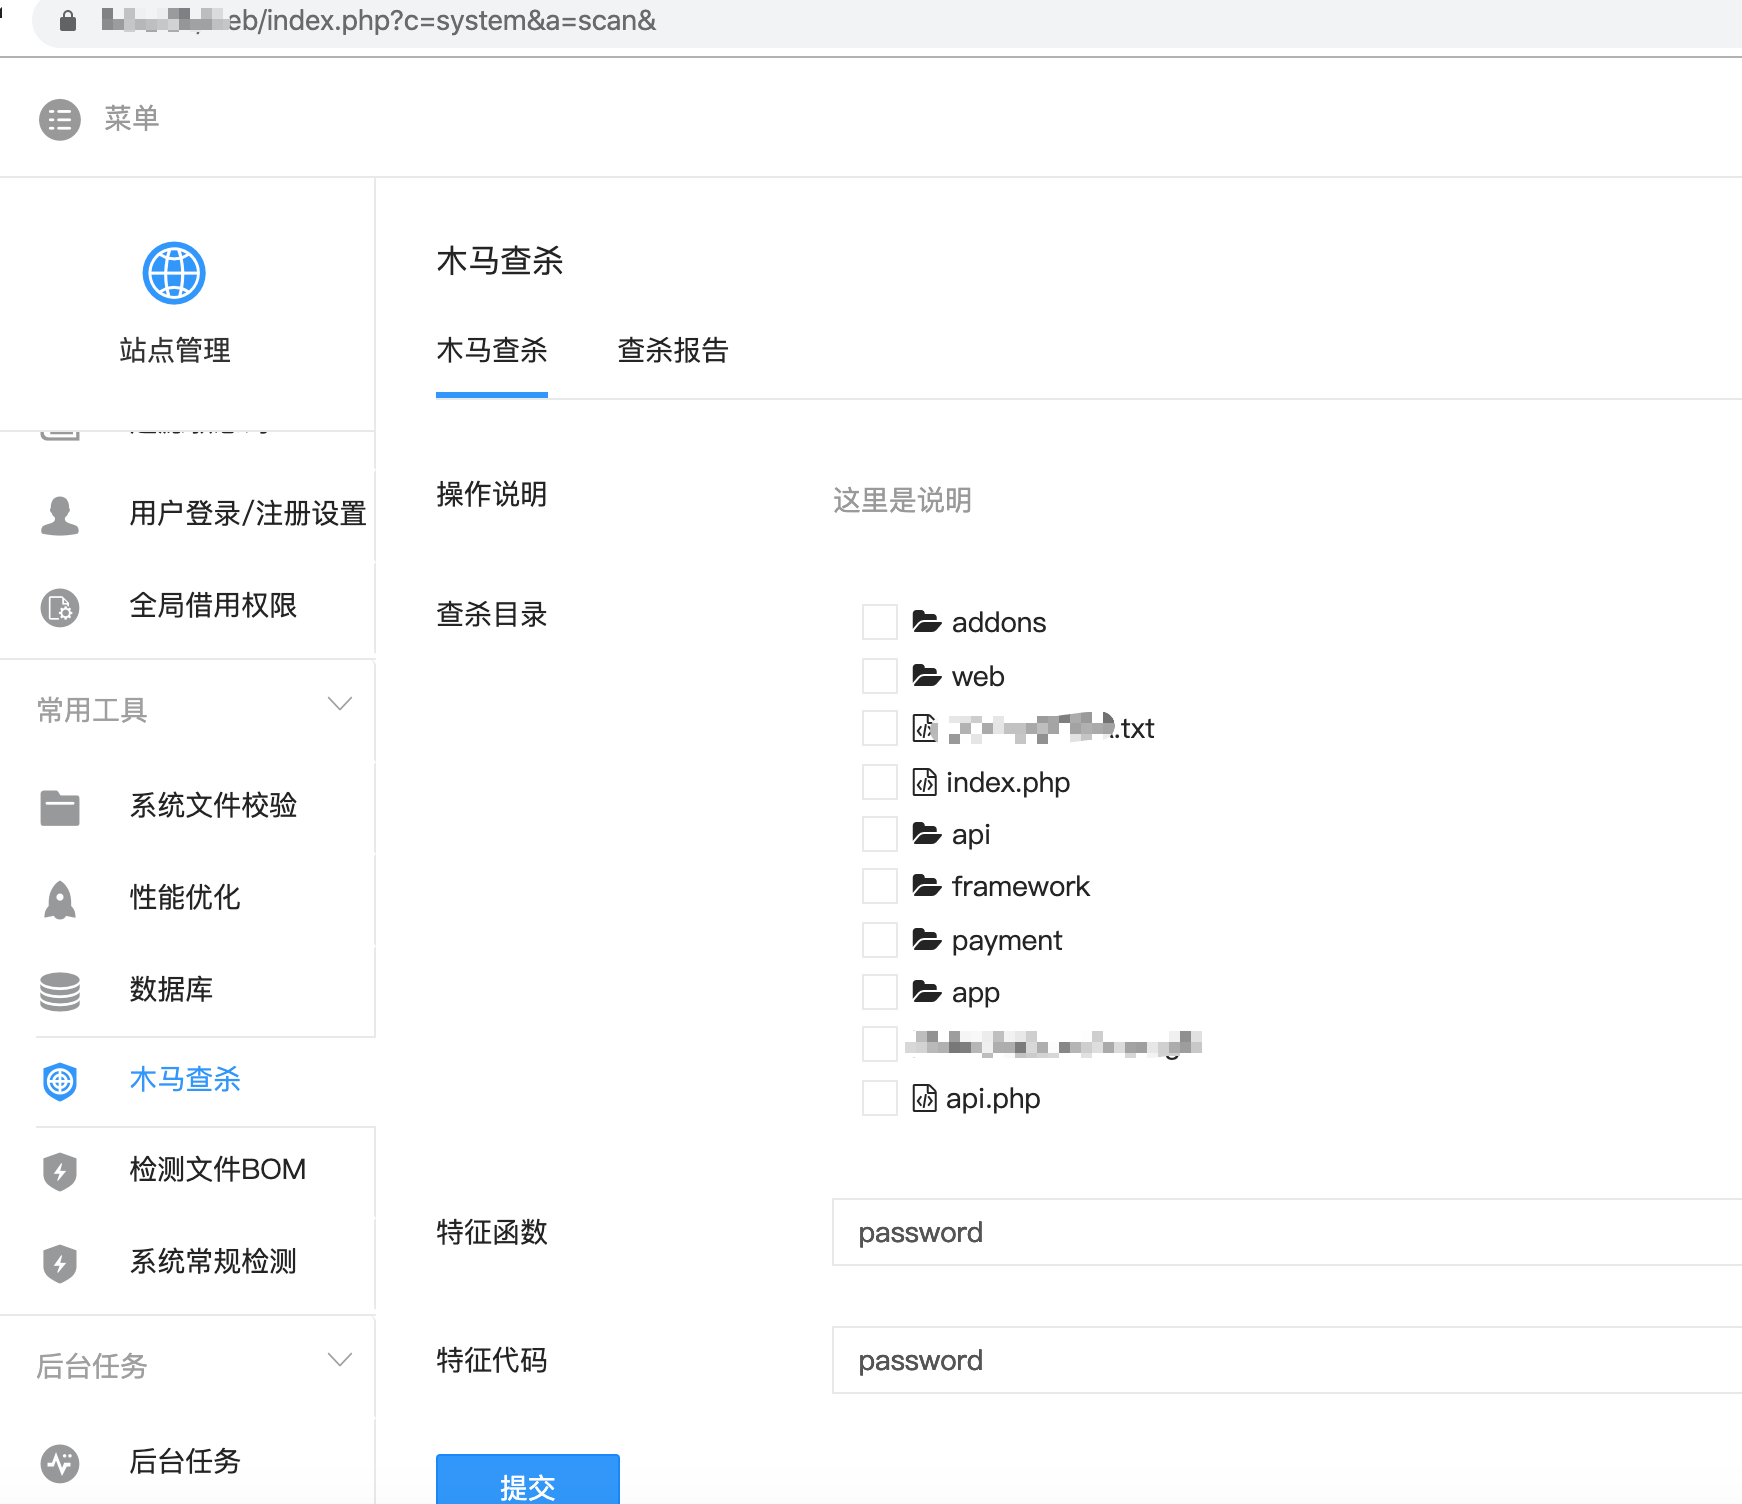 eb/index.php?c=system&a=scan&
菜单
站点管理
用户登录/注册设置
全局借用权限
常用工具
系统文件校验
性能优化
数据库
木马查杀
检测文件BOM
系统常规检测
后台任务
后台任务
木马查杀
木马查杀 查杀报告
操作说明 这里是说明
查杀目录
addons
web
.txt
index.php
api
framework
payment
app
api.php
特征函数 password
特征代码 password
提交